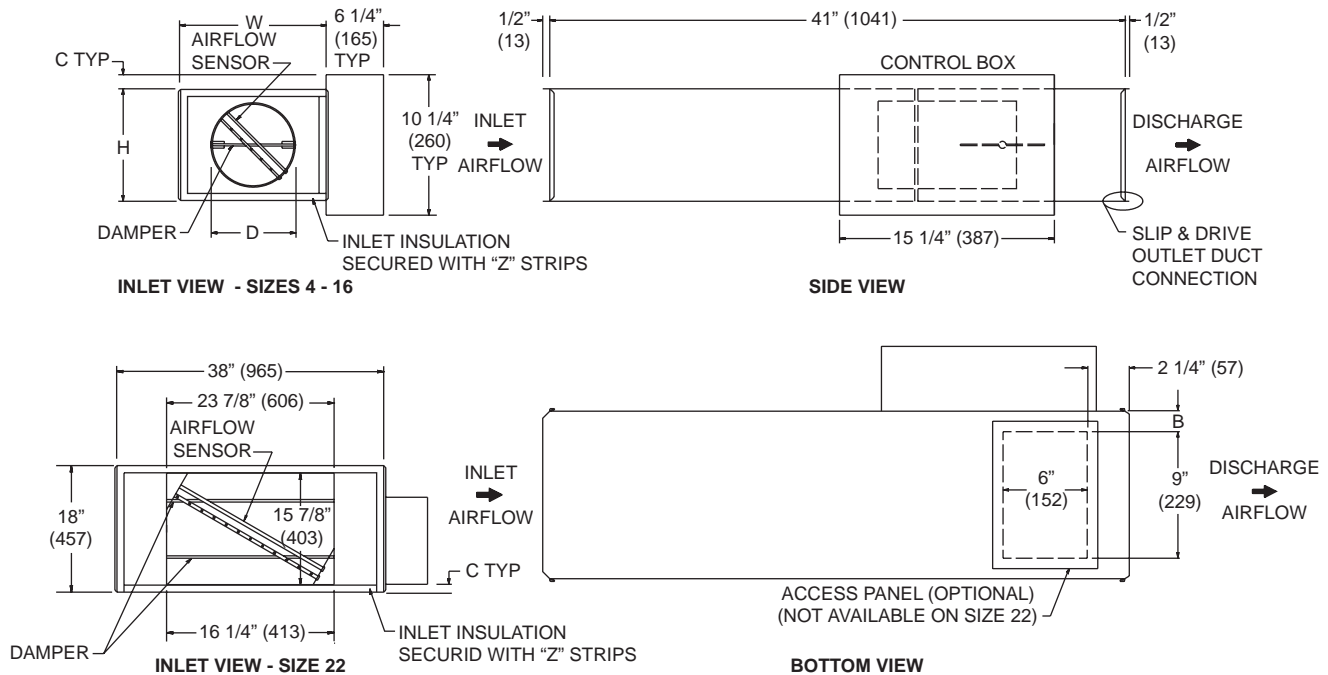 W
6 1/4”
(165)
TYP
AIRFLOW
SENSOR
C TYP
H
10 1/4”
(260)
TYP
DAMPER
D
INLET INSULATION
SECURED WITH “Z” STRIPS
INLET VIEW - SIZES 4 - 16
1/2”
(13)
41” (1041)
1/2”
(13)
CONTROL BOX
INLET
AIRFLOW
DISCHARGE
AIRFLOW
15 1/4” (387)
SLIP & DRIVE
OUTLET DUCT
CONNECTION
SIDE VIEW
38” (965)
23 7/8” (606)
AIRFLOW
SENSOR
18”
(457)
15 7/8”
(403)
C TYP
16 1/4” (413)
DAMPER
INLET INSULATION
SECURID WITH “Z” STRIPS
INLET VIEW - SIZE 22
2 1/4” (57)
B
INLET
AIRFLOW
6”
(152)
9”
(229)
DISCHARGE
AIRFLOW
ACCESS PANEL (OPTIONAL)
(NOT AVAILABLE ON SIZE 22)
BOTTOM VIEW